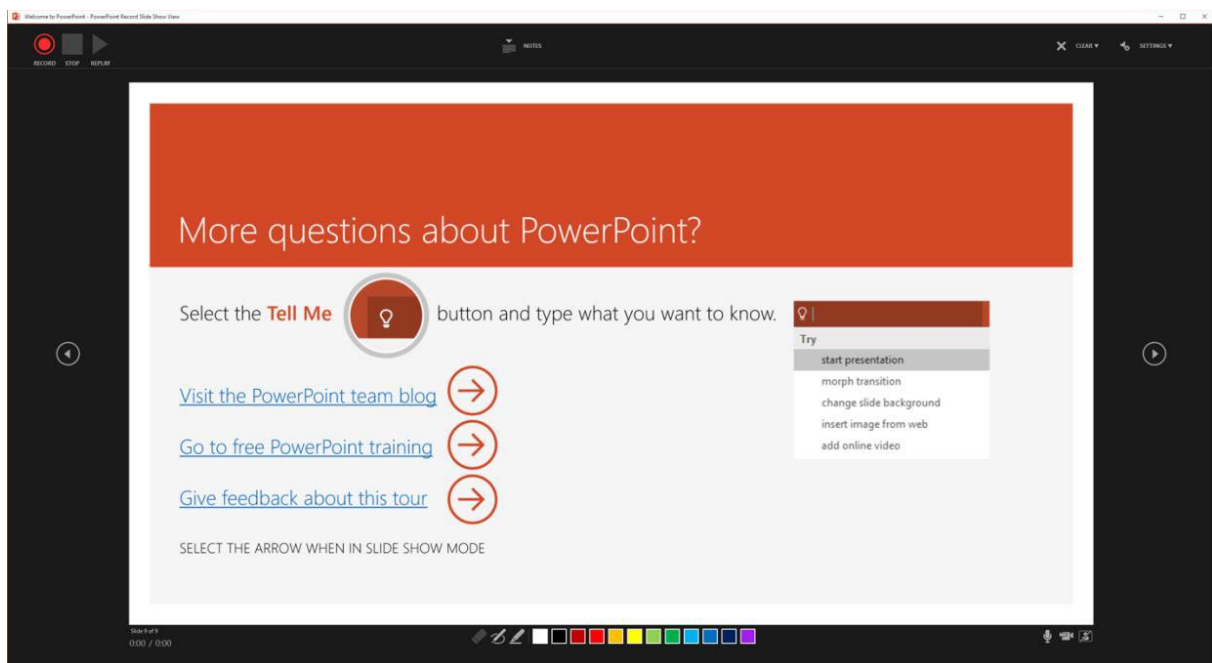 Welcome to PowerPoint - PowerPoint Record Slide Show View
RECORD STOP REPLAY
NOTES
CLEAR
SETTINGS
More questions about PowerPoint?
Select the Tell Me button and type what you want to know.
Try
start presentation
morph transition
change slide background
insert image from web
add online video
Visit the PowerPoint team blog
Go to free PowerPoint training
Give feedback about this tour
SELECT THE ARROW WHEN IN SLIDE SHOW MODE
Slide 9 of 9
0:00 / 0:00